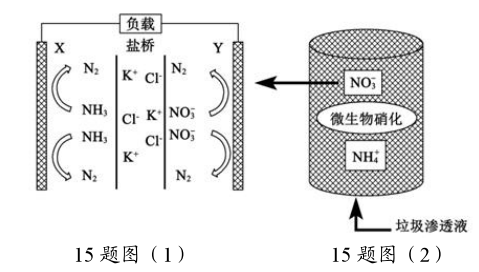 负载
X 盐桥 Y
N₂ K⁺ Cl⁻ N₂
NH₃ Cl⁻ K⁺ NO₃⁻
NH₃ Cl⁻ NO₃⁻
N₂ K⁺ N₂
NO₃⁻
微生物硝化
NH₄⁺
垃圾渗透液
15题图（1） 15题图（2）